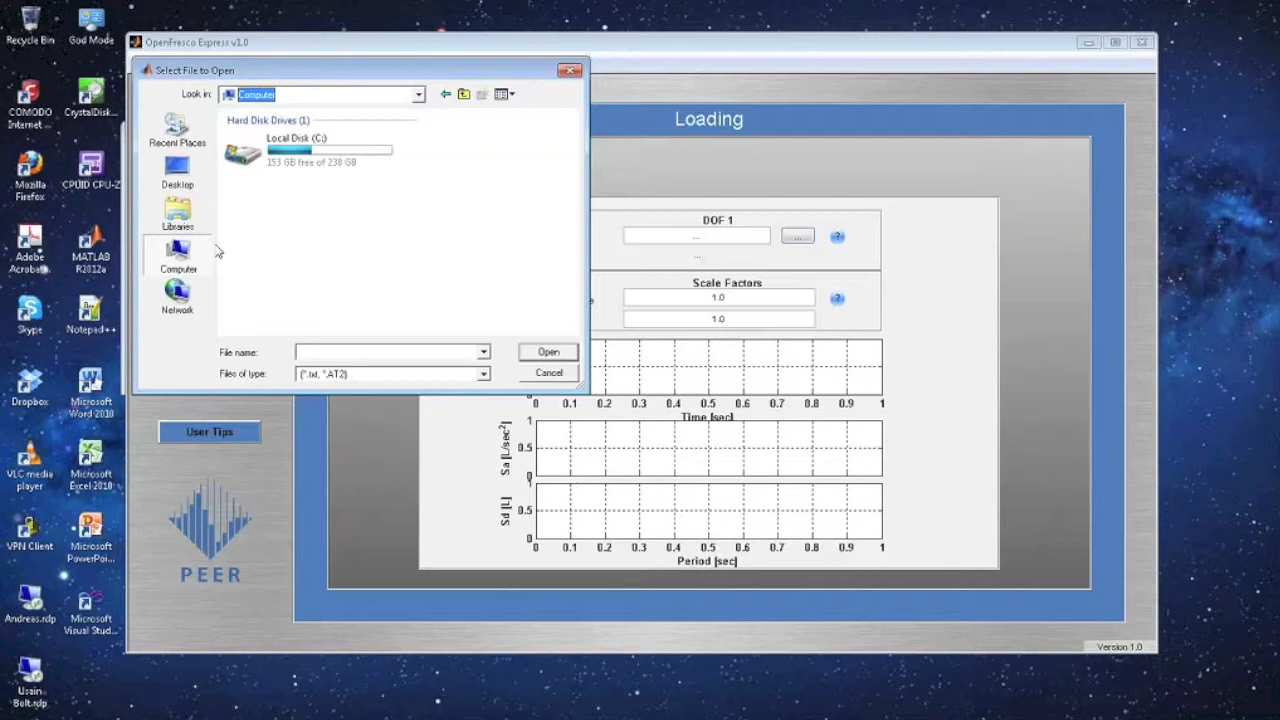 Recycle Bin
God Mode
COMODO
Internet ...
CrystalDisk...
Mozilla
Firefox
CPUID CPU-Z
Adobe
Acrobat...
MATLAB
R2012a
Skype
Notepad++
Dropbox
Microsoft
Word 2010
VLC media
player
Microsoft
Excel 2010
VPN Client
Microsoft
PowerPoi...
Andreas.rdp
Microsoft
Visual Stud...
Usain
Bolt.rdp
OpenFresco Express v1.0
Select File to Open
Look in:
Computer
Recent Places
Desktop
Libraries
Computer
Network
Hard Disk Drives (1)
Local Disk (C:)
153 GB free of 238 GB
File name:
Open
Files of type:
(*.txt, *.AT2)
Cancel
Loading
DOF 1
...
...
?
...
Scale Factors
1.0
?
1.0
0 0.1 0.2 0.3 0.4 0.5 0.6 0.7 0.8 0.9 1
Time [sec]
Sa [L/sec2]
1
0.5
0
Sd [L]
1
0.5
0
0 0.1 0.2 0.3 0.4 0.5 0.6 0.7 0.8 0.9 1
Period [sec]
User Tips
PEER
Version 1.0